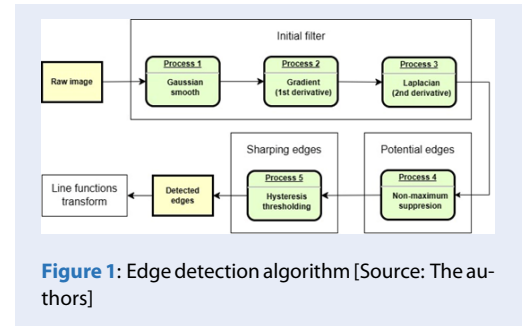 Initial filter
Raw image
Process 1
Gaussian
smooth
Process 2
Gradient
(1st derivative)
Process 3
Laplacian
(2nd derivative)
Sharping edges
Potential edges
Line functions
transform
Detected
edges
Process 5
Hysteresis
thresholding
Process 4
Non-maximum
suppresion
Figure 1: Edge detection algorithm [Source: The au-
thors]